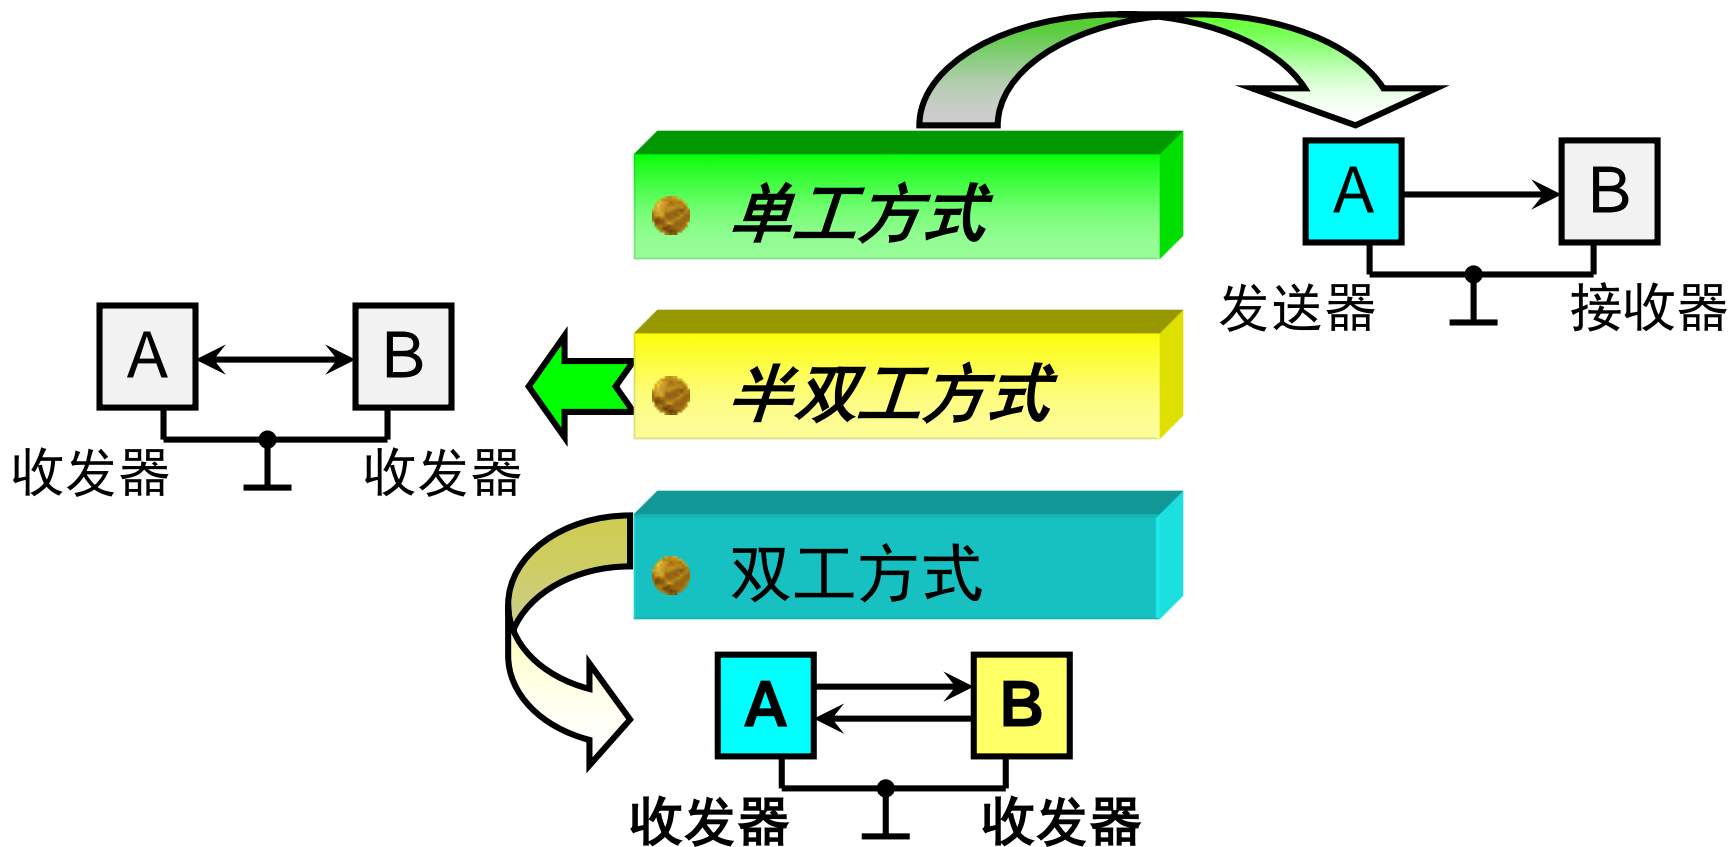 单工方式
A B
发送器 接收器
半双工方式
A B
收发器 收发器
双工方式
A B
收发器 收发器